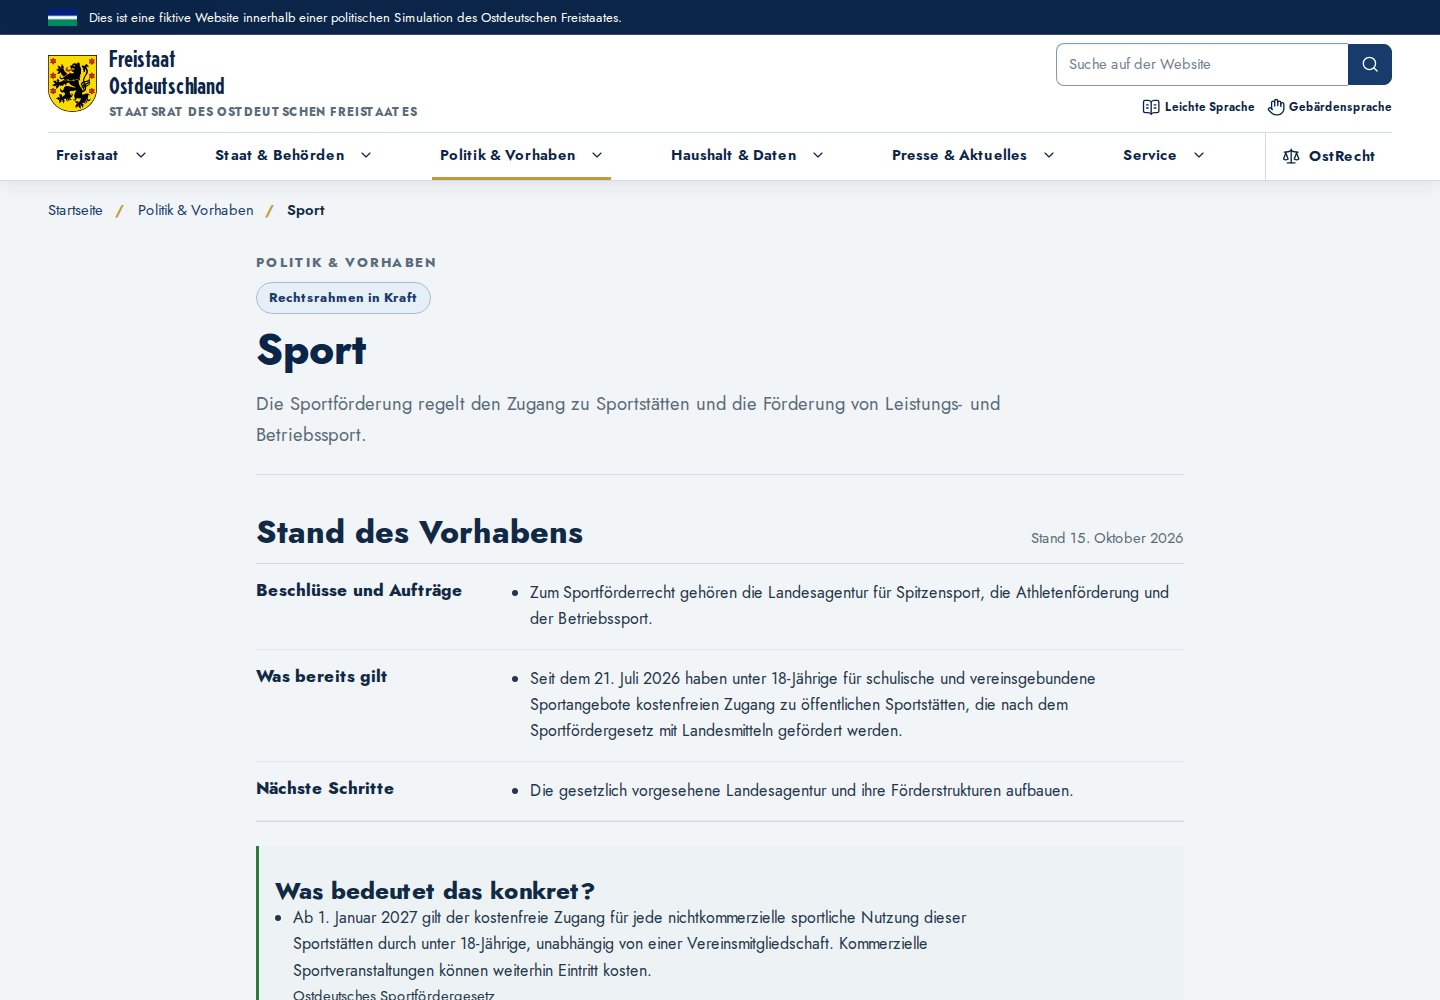 Dies ist eine fiktive Website innerhalb einer politischen Simulation des Ostdeutschen Freistaates.
Freistaat
Ostdeutschland
STAATSRAT DES OSTDEUTSCHEN FREISTAATES
Suche auf der Website
Leichte Sprache
Gebärdensprache
Freistaat
Staat & Behörden
Politik & Vorhaben
Haushalt & Daten
Presse & Aktuelles
Service
OstRecht
Startseite / Politik & Vorhaben / Sport
POLITIK & VORHABEN
Rechtsrahmen in Kraft
Sport
Die Sportförderung regelt den Zugang zu Sportstätten und die Förderung von Leistungs- und
Betriebssport.
Stand des Vorhabens
Stand 15. Oktober 2026
Beschlüsse und Aufträge
• Zum Sportförderrecht gehören die Landesagentur für Spitzensport, die Athletenförderung und
der Betriebssport.
Was bereits gilt
• Seit dem 21. Juli 2026 haben unter 18-Jährige für schulische und vereinsgebundene
Sportangebote kostenfreien Zugang zu öffentlichen Sportstätten, die nach dem
Sportfördergesetz mit Landesmitteln gefördert werden.
Nächste Schritte
• Die gesetzlich vorgesehene Landesagentur und ihre Förderstrukturen aufbauen.
Was bedeutet das konkret?
• Ab 1. Januar 2027 gilt der kostenfreie Zugang für jede nichtkommerzielle sportliche Nutzung dieser
Sportstätten durch unter 18-Jährige, unabhängig von einer Vereinsmitgliedschaft. Kommerzielle
Sportveranstaltungen können weiterhin Eintritt kosten.
Ostdeutsches Sportfördergesetz